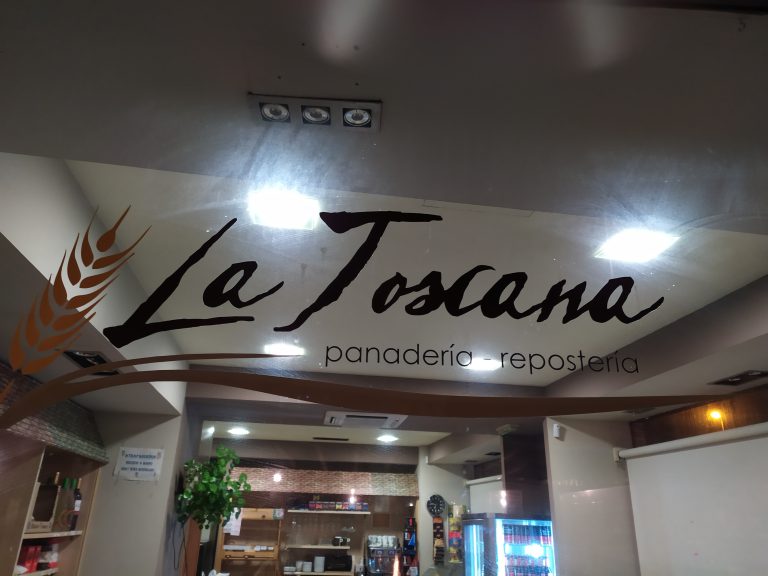 La Toscana
panadería - repostería